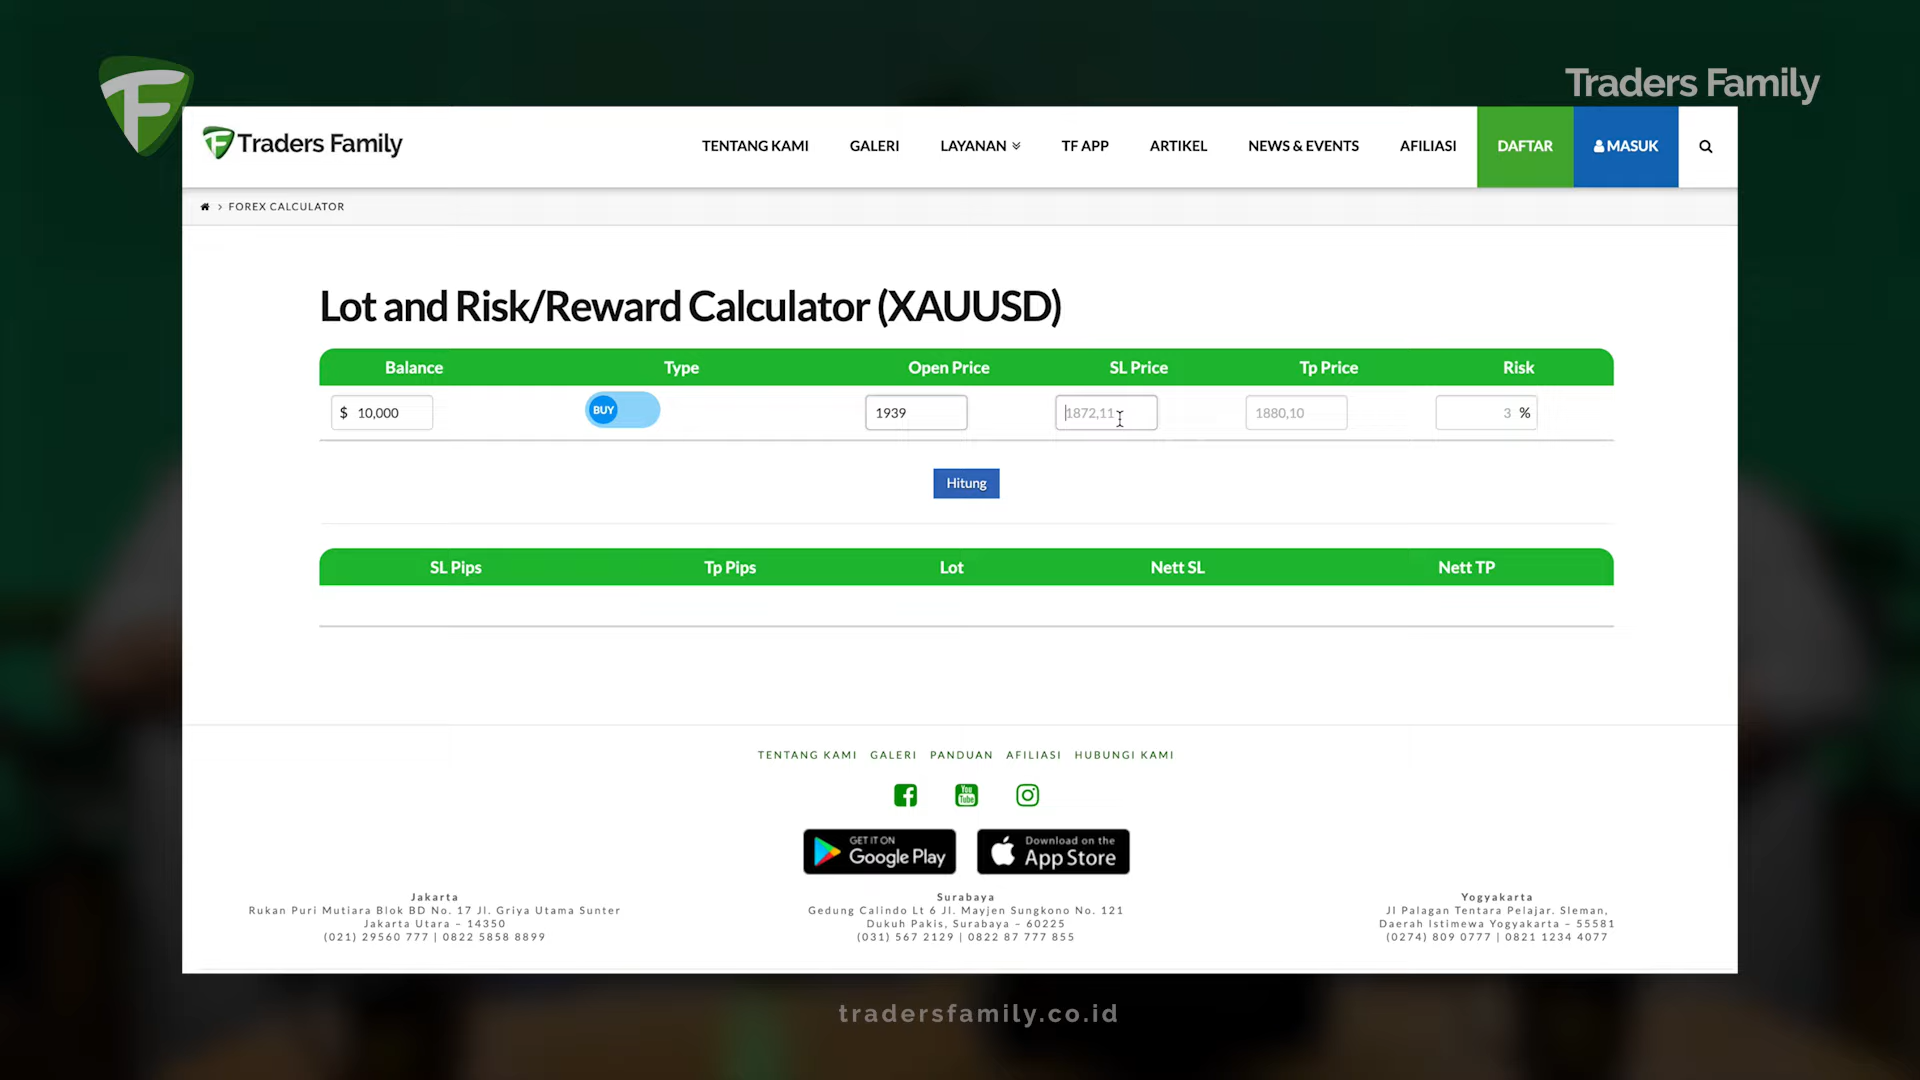 Traders Family
Traders Family
TENTANG KAMI GALERI LAYANAN TF APP ARTIKEL NEWS & EVENTS AFILIASI DAFTAR MASUK
FOREX CALCULATOR
Lot and Risk/Reward Calculator (XAUUSD)
Balance Type Open Price SL Price Tp Price Risk
$ 10,000 BUY 1939 1872,11 1880,10 3 %
Hitung
SL Pips Tp Pips Lot Nett SL Nett TP
TENTANG KAMI GALERI PANDUAN AFILIASI HUBUNGI KAMI
You Tube
GET IT ON Google Play
Download on the App Store
Jakarta
Rukan Puri Mutiara Blok BD No. 17 Jl. Griya Utama Sunter
Jakarta Utara – 14350
(021) 29560 777 | 0822 5858 8899
Surabaya
Gedung Calindo Lt 6 Jl. Mayjen Sungkono No. 121
Dukuh Pakis, Surabaya – 60225
(031) 567 2129 | 0822 87 777 855
Yogyakarta
Jl Palagan Tentara Pelajar. Sleman,
Daerah Istimewa Yogyakarta – 55581
(0274) 809 0777 | 0821 1234 4077
tradersfamily.co.id